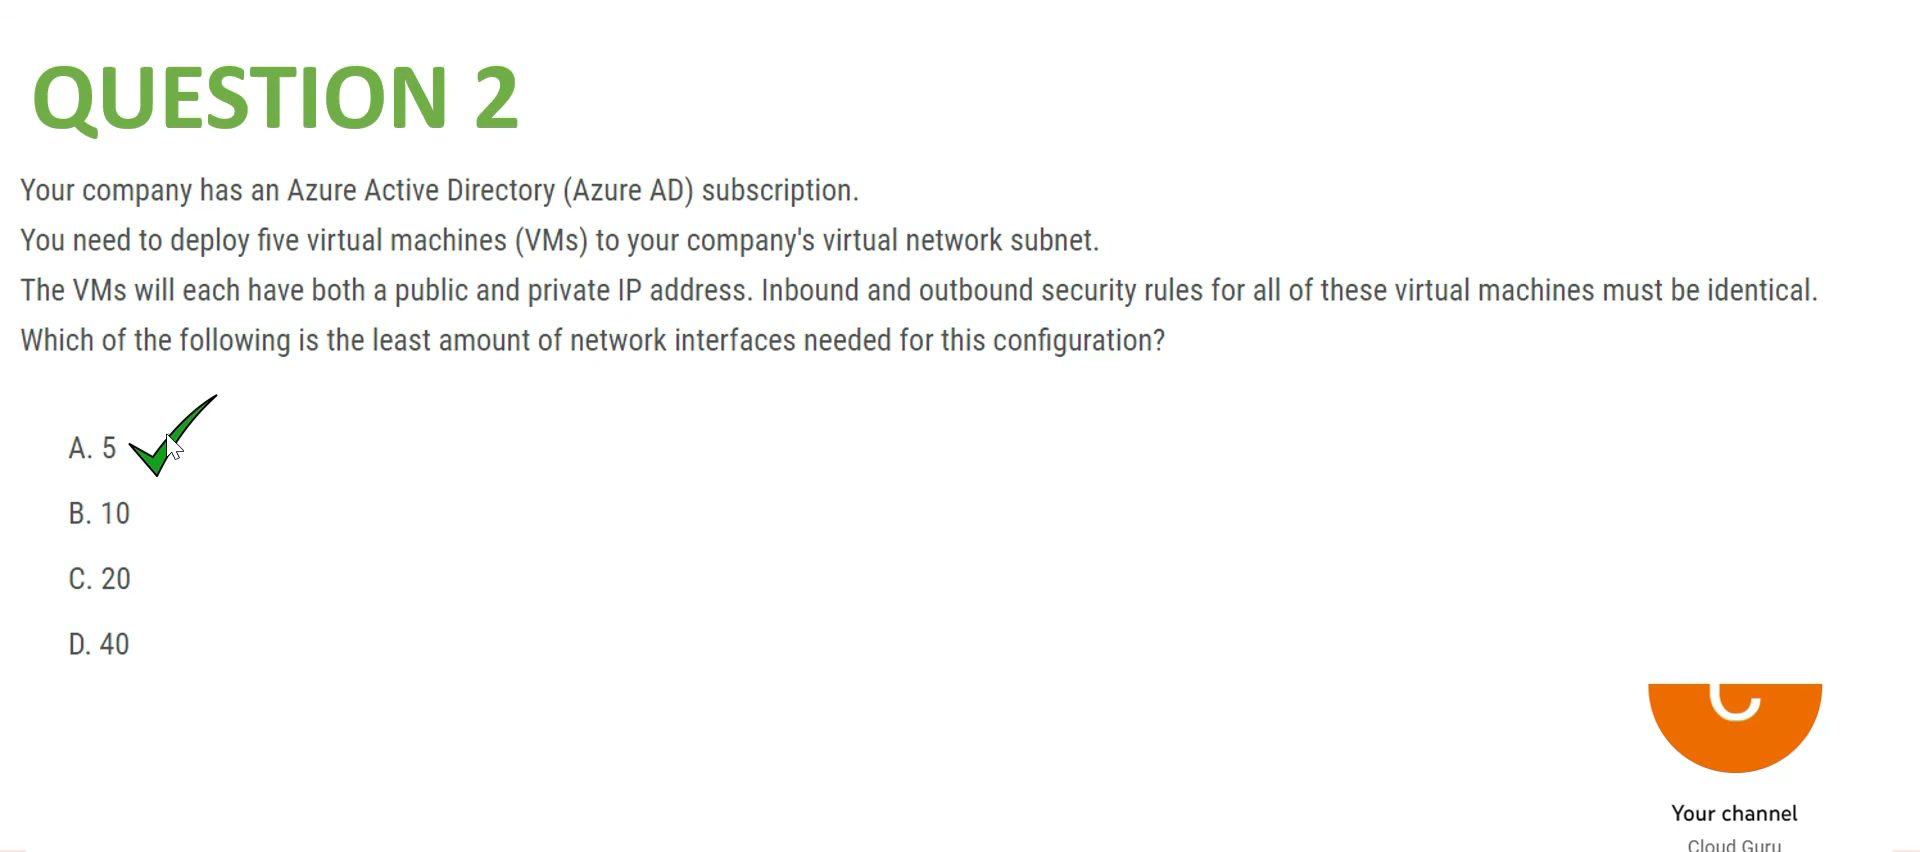 QUESTION 2
Your company has an Azure Active Directory (Azure AD) subscription.
You need to deploy five virtual machines (VMs) to your company's virtual network subnet.
The VMs will each have both a public and private IP address. Inbound and outbound security rules for all of these virtual machines must be identical.
Which of the following is the least amount of network interfaces needed for this configuration?
A. 5
B. 10
C. 20
D. 40
Your channel
Cloud Guru